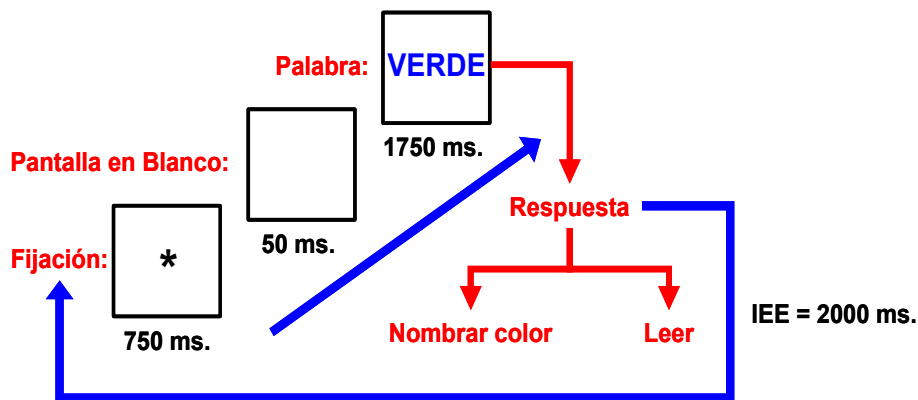 Palabra:
VERDE
1750 ms.
Pantalla en Blanco:
50 ms.
Respuesta
Fijación:
*
750 ms.
Nombrar color
Leer
IEE = 2000 ms.